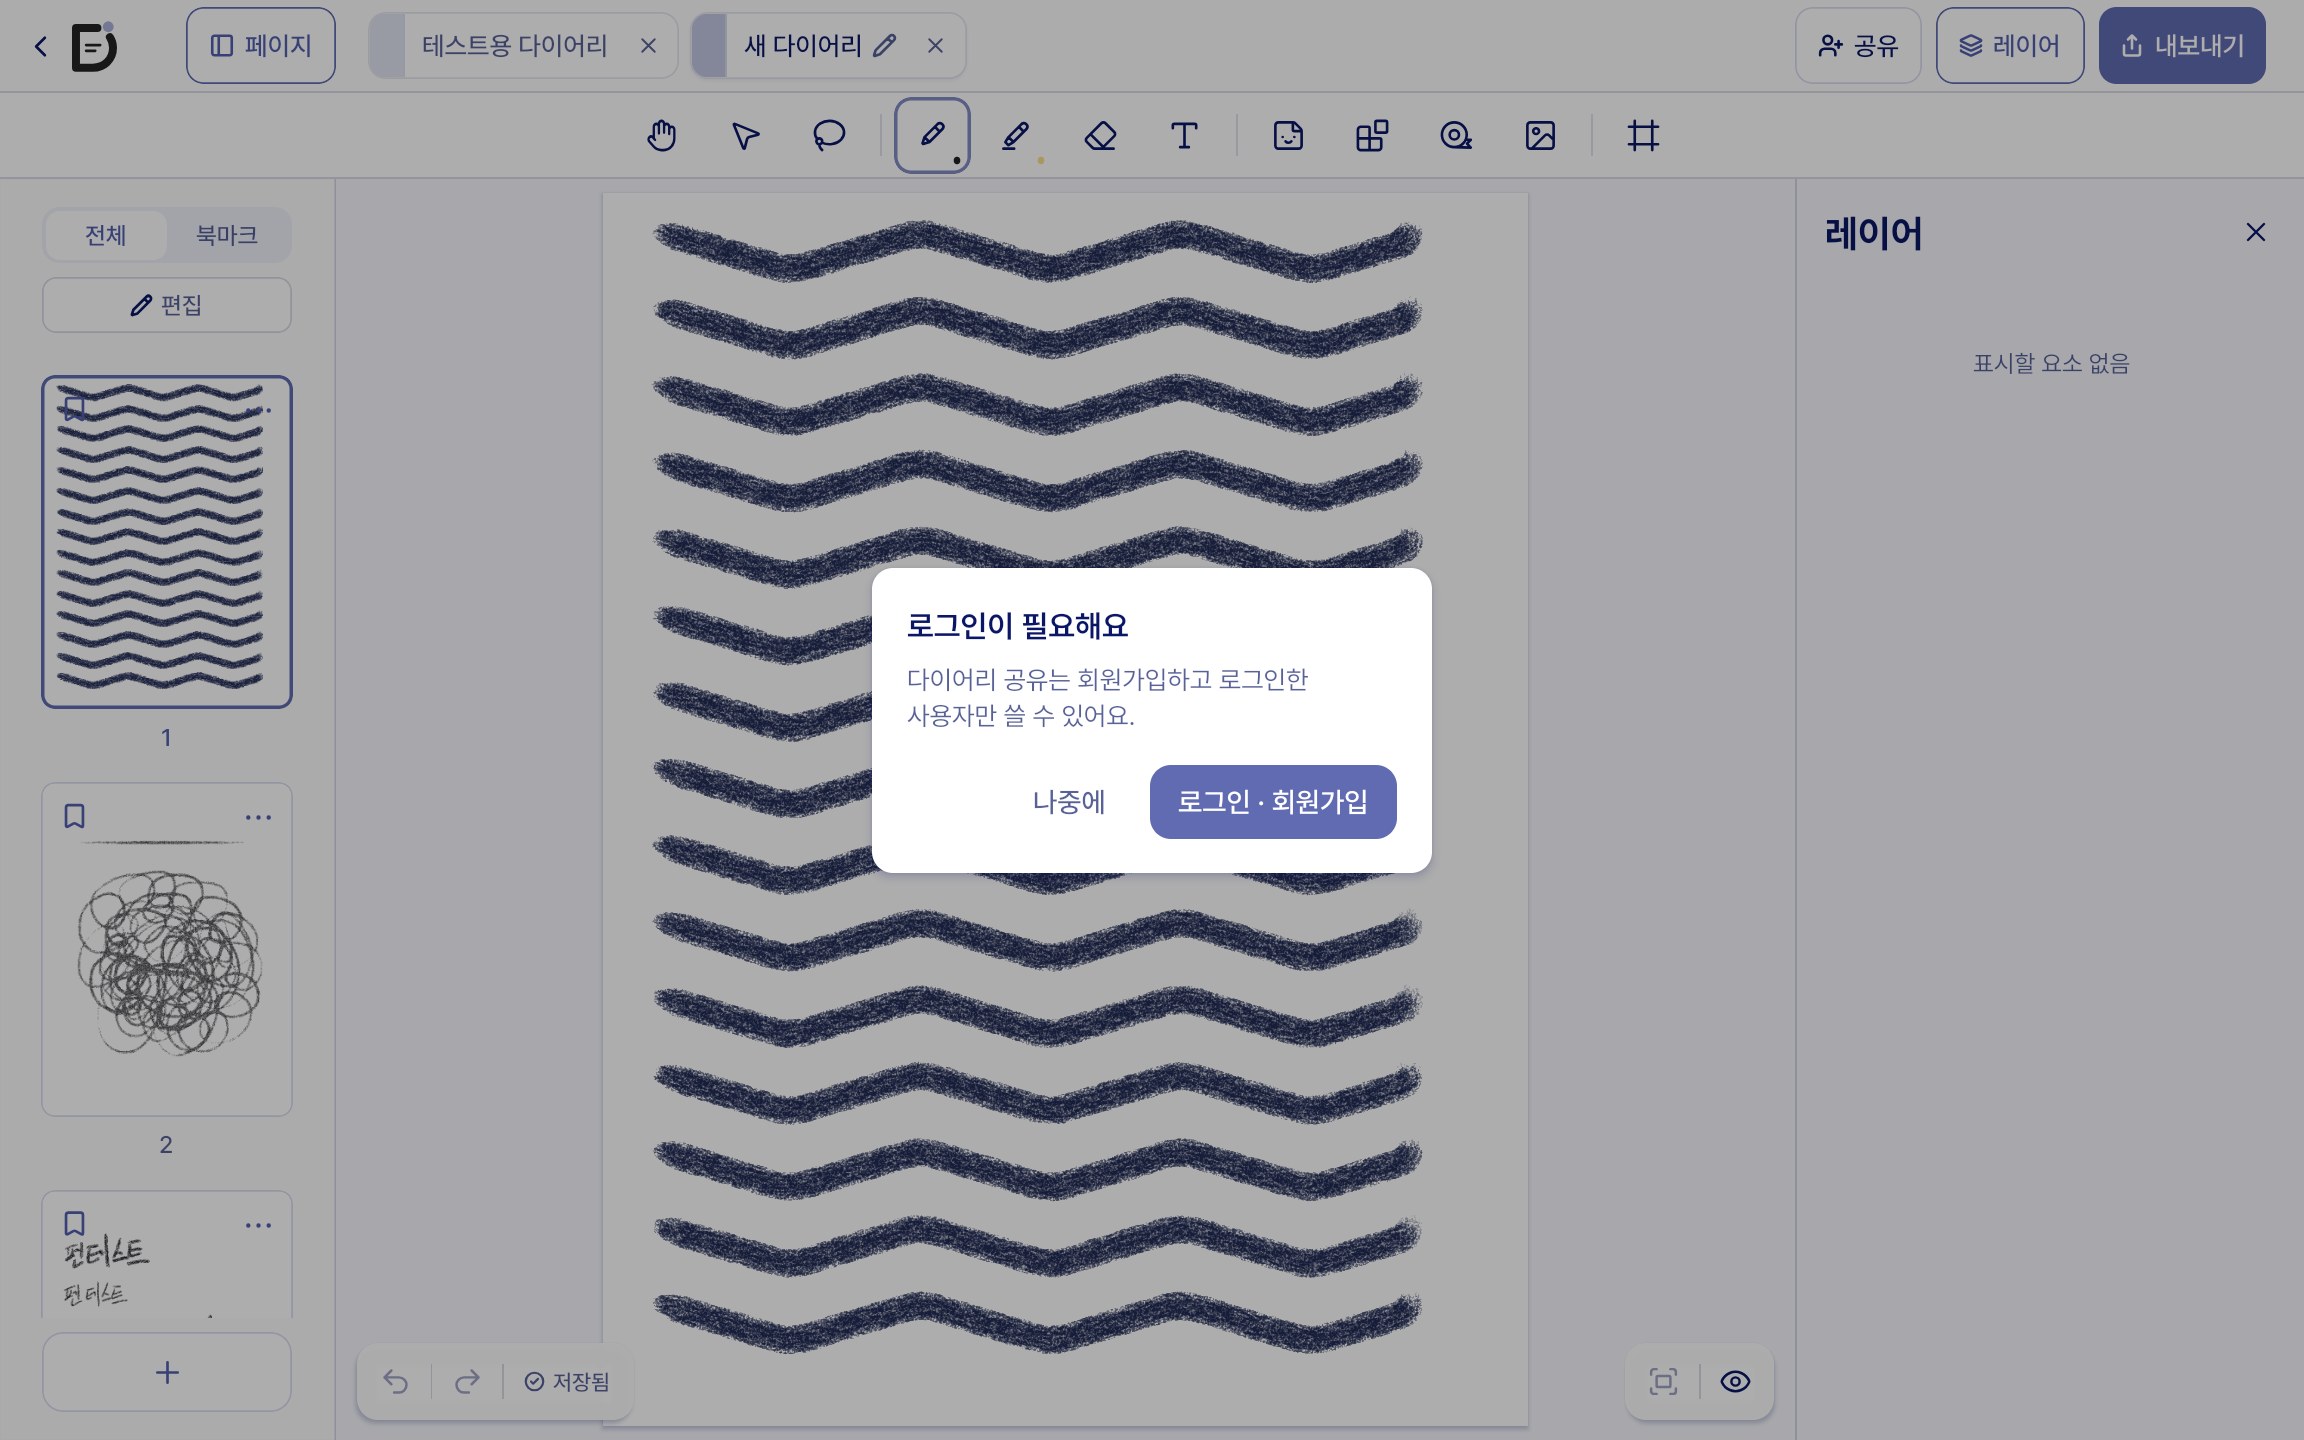 페이지
테스트용 다이어리
새 다이어리
공유
레이어
내보내기
전체
북마크
편집
1
2
펜테스트
펜테스트
레이어
표시할 요소 없음
로그인이 필요해요
다이어리 공유는 회원가입하고 로그인한
사용자만 쓸 수 있어요.
나중에
로그인 · 회원가입
저장됨